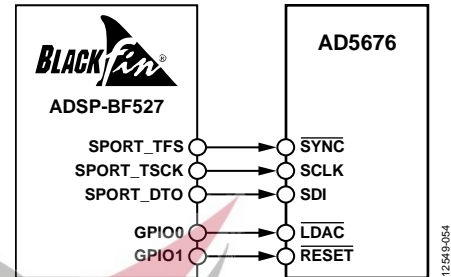 BLACKfin
ADSP-BF527
AD5676
SPORT_TFS SYNC
SPORT_TSCK SCLK
SPORT_DTO SDI
GPIO0 LDAC
GPIO1 RESET
12549-054